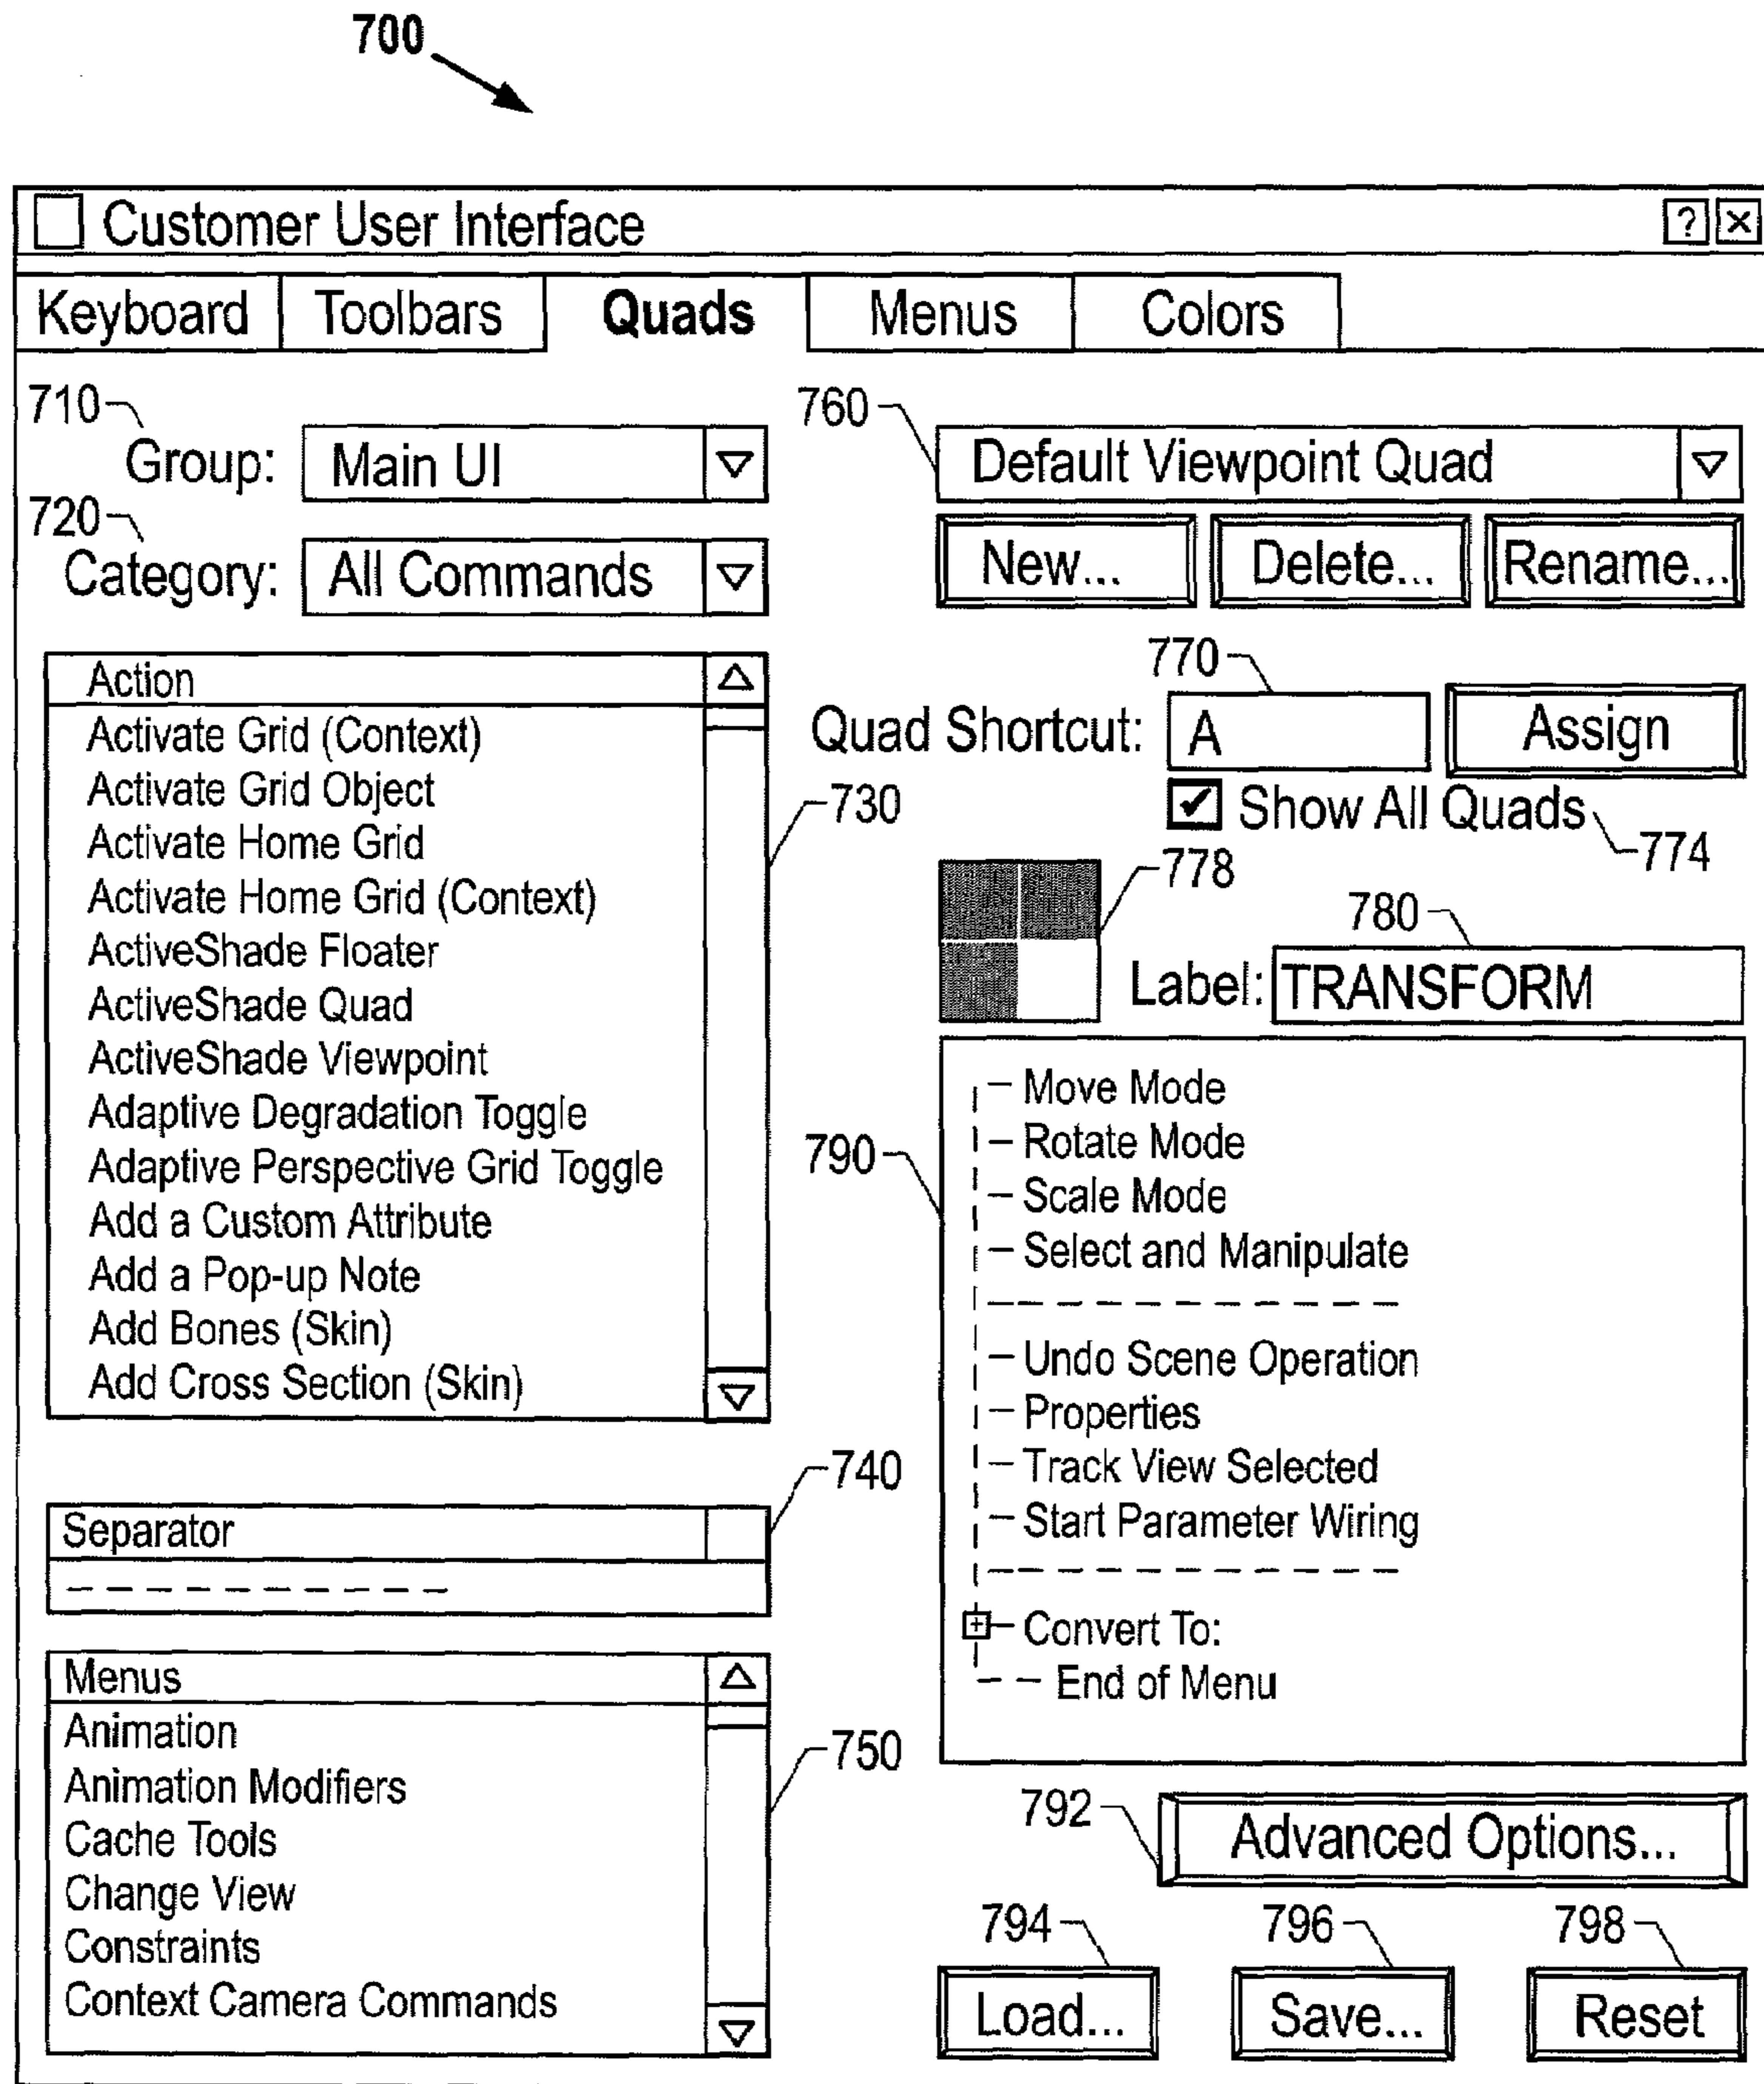 700
Customer User Interface ? ×
Keyboard Toolbars Quads Menus Colors
710
Group: Main UI
720
Category: All Commands
Action
Activate Grid (Context)
Activate Grid Object
Activate Home Grid
Activate Home Grid (Context)
ActiveShade Floater
ActiveShade Quad
ActiveShade Viewpoint
Adaptive Degradation Toggle
Adaptive Perspective Grid Toggle
Add a Custom Attribute
Add a Pop-up Note
Add Bones (Skin)
Add Cross Section (Skin)
730
Separator
740
Menus
Animation
Animation Modifiers
Cache Tools
Change View
Constraints
Context Camera Commands
750
760
Default Viewpoint Quad
New... Delete... Rename...
770
Quad Shortcut: A Assign
Show All Quads
774
778
780
Label: TRANSFORM
790
Move Mode
Rotate Mode
Scale Mode
Select and Manipulate
Undo Scene Operation
Properties
Track View Selected
Start Parameter Wiring
+ Convert To:
End of Menu
792
Advanced Options...
794 796 798
Load... Save... Reset